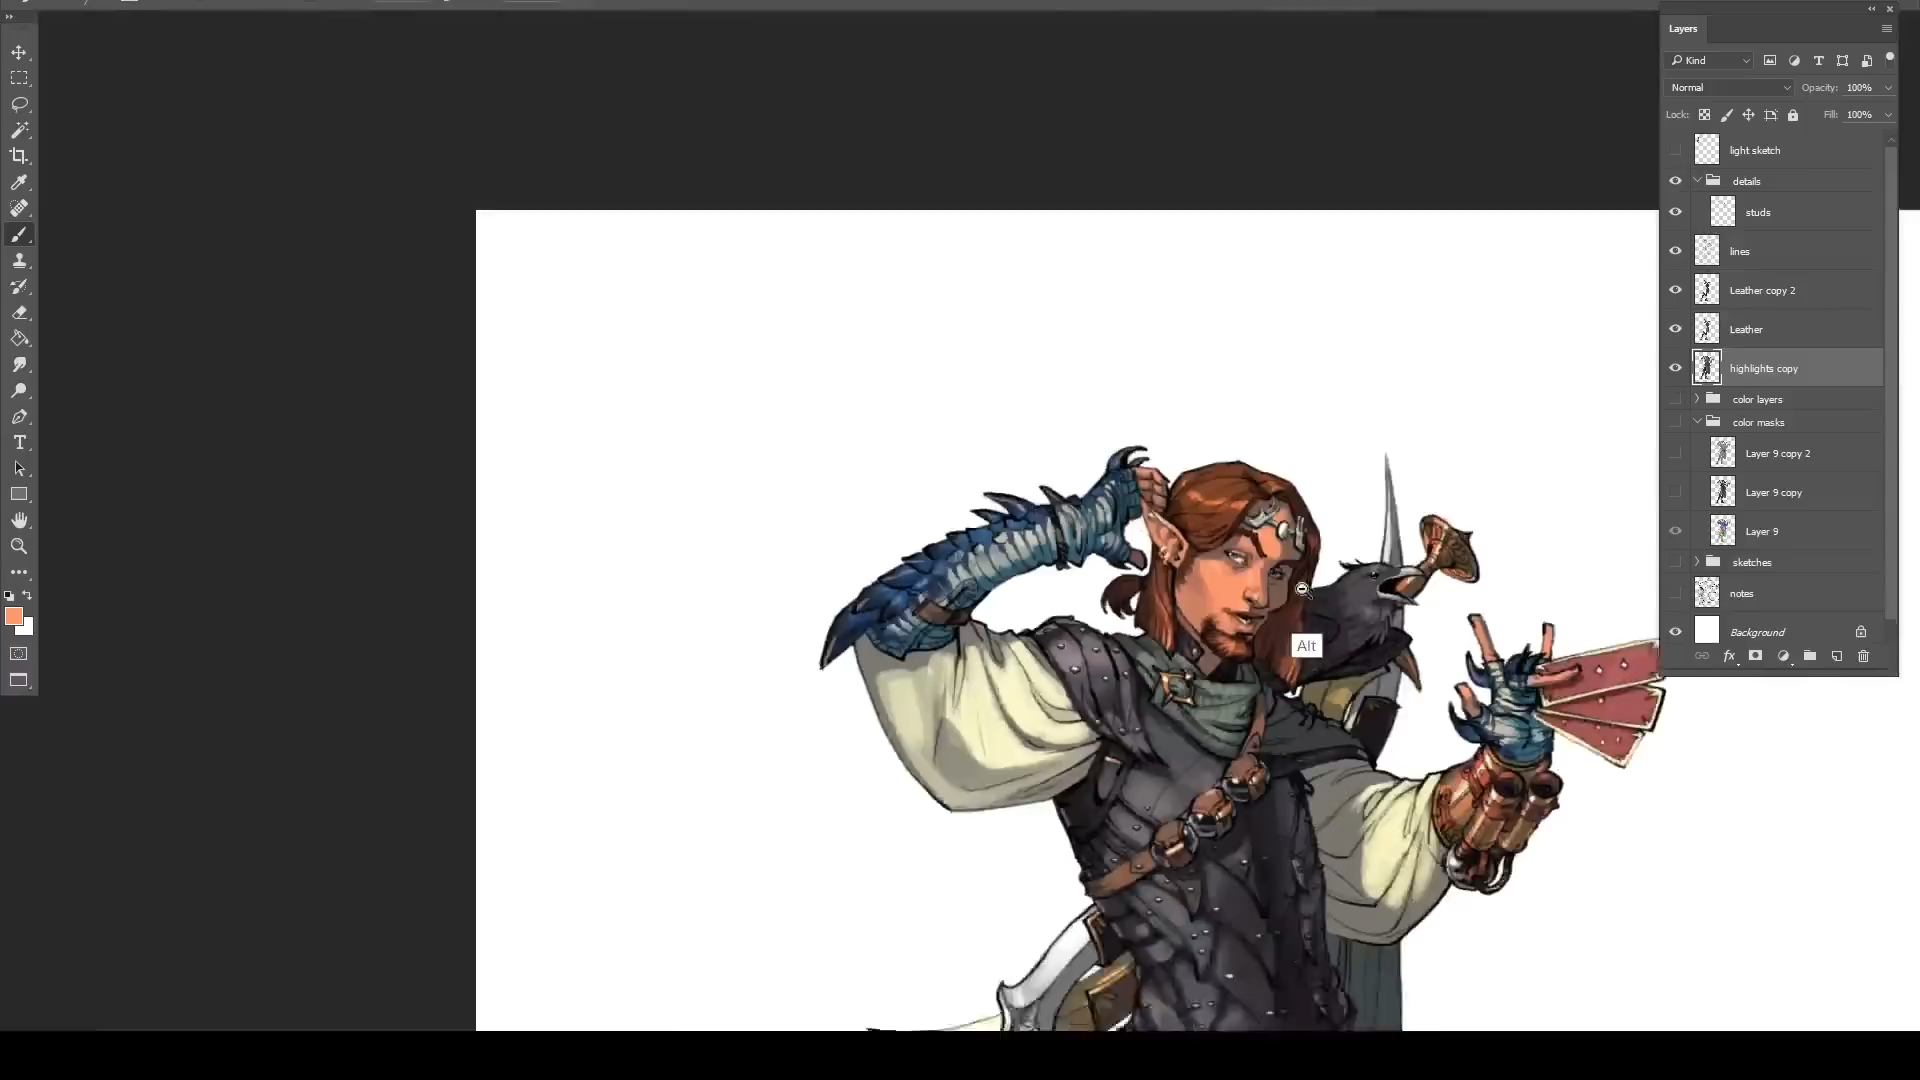 Layers
Kind
Normal
Opacity: 100%
Lock:
Fill: 100%
light sketch
details
studs
lines
Leather copy 2
Leather
highlights copy
color layers
color masks
Layer 9 copy 2
Layer 9 copy
Layer 9
sketches
notes
Background
fx
T
Alt